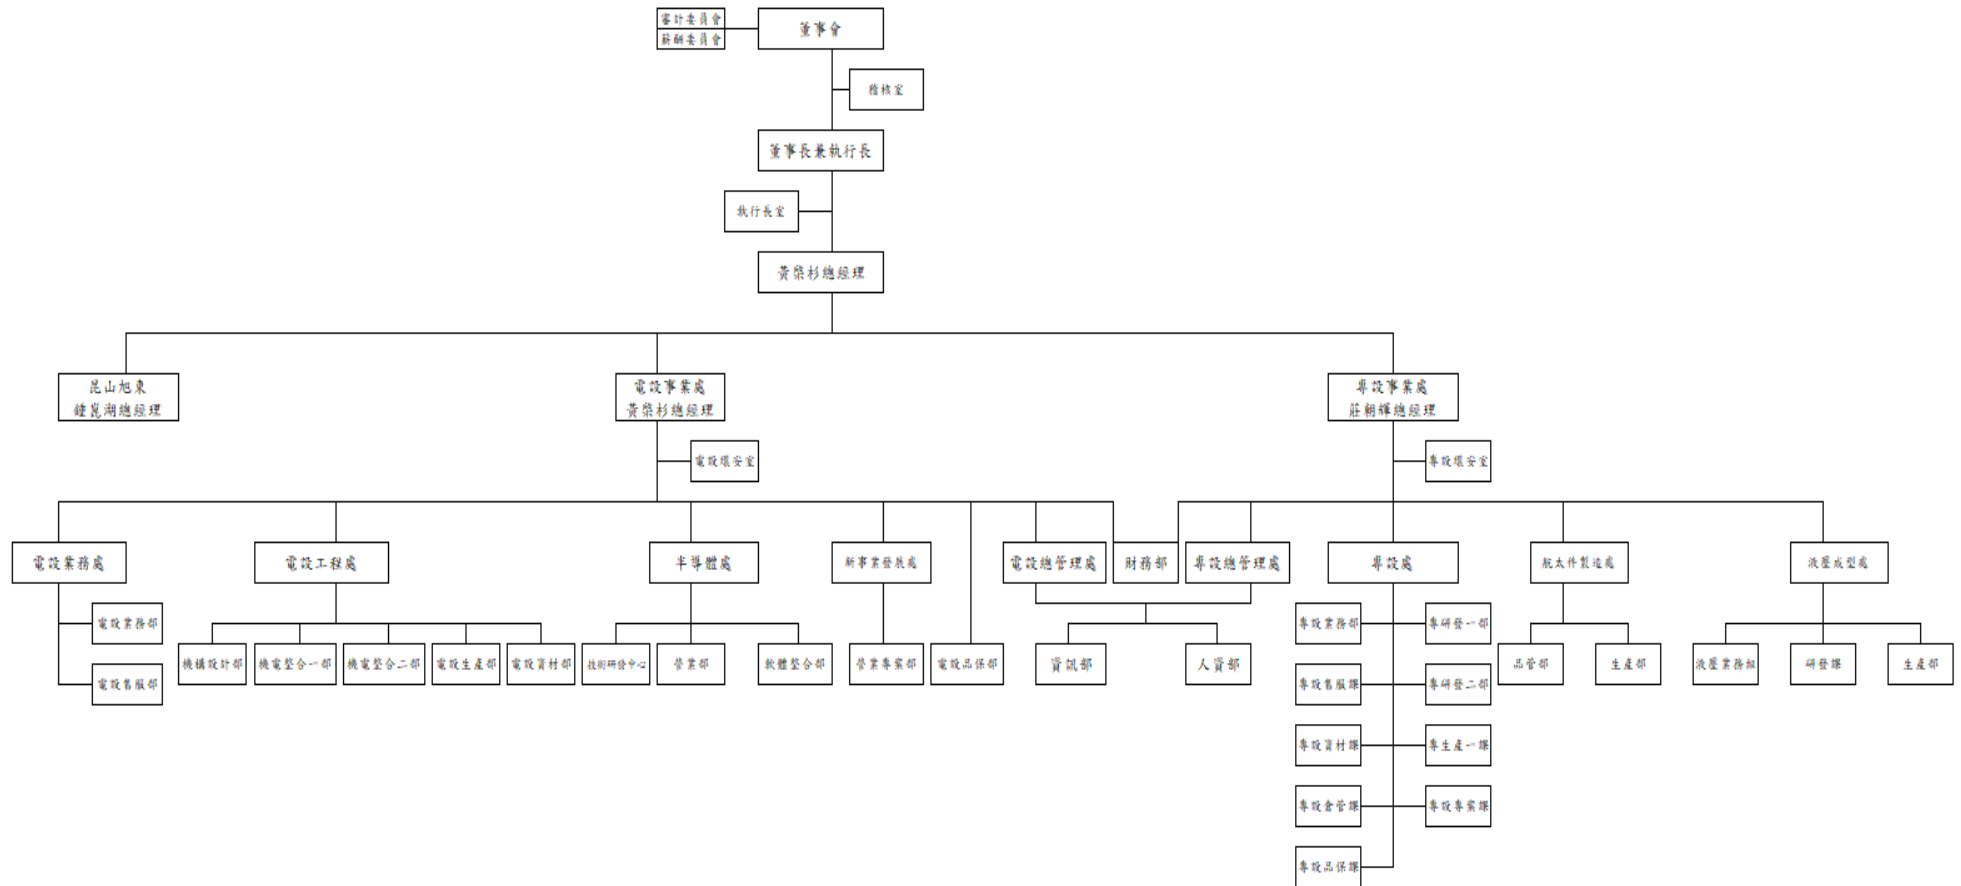 審計委員會
薪酬委員會
董事會
稽核室
董事長兼執行長
執行長室
黃棨杉總經理
昆山旭東
鍾崑湖總經理
電設事業處
黃棨杉總經理
專設事業處
莊朝輝總經理
電設環安室
專設環安室
電設業務處
電設工程處
半導體處
新事業發展處
電設總管理處
財務部
專設總管理處
專設處
航太件製造處
液壓成型處
電設業務部
電設售服部
機構設計部
機電整合一部
機電整合二部
電設生產部
電設資材部
技術研發中心
營業部
軟體整合部
營業專案部
電設品保部
資訊部
人資部
專設業務部
專研發一部
專設售服課
專研發二部
專設資材課
專生產一課
專設倉管課
專設專案課
專設品保課
品管部
生產部
液壓業務組
研發課
生產部